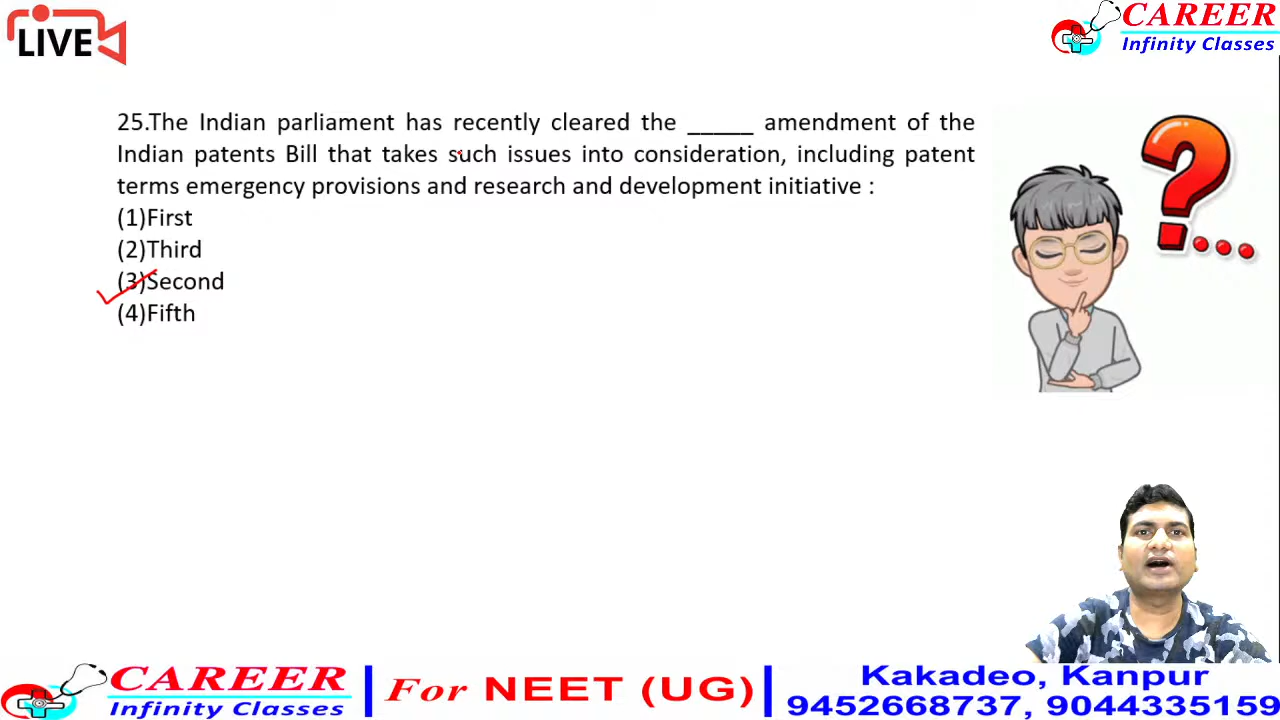 LIVE
CAREER
Infinity Classes
25.The Indian parliament has recently cleared the _____ amendment of the
Indian patents Bill that takes such issues into consideration, including patent
terms emergency provisions and research and development initiative :
(1)First
(2)Third
(3)Second
(4)Fifth
CAREER
Infinity Classes
For NEET (UG)
Kakadeo, Kanpur
9452668737, 9044335159